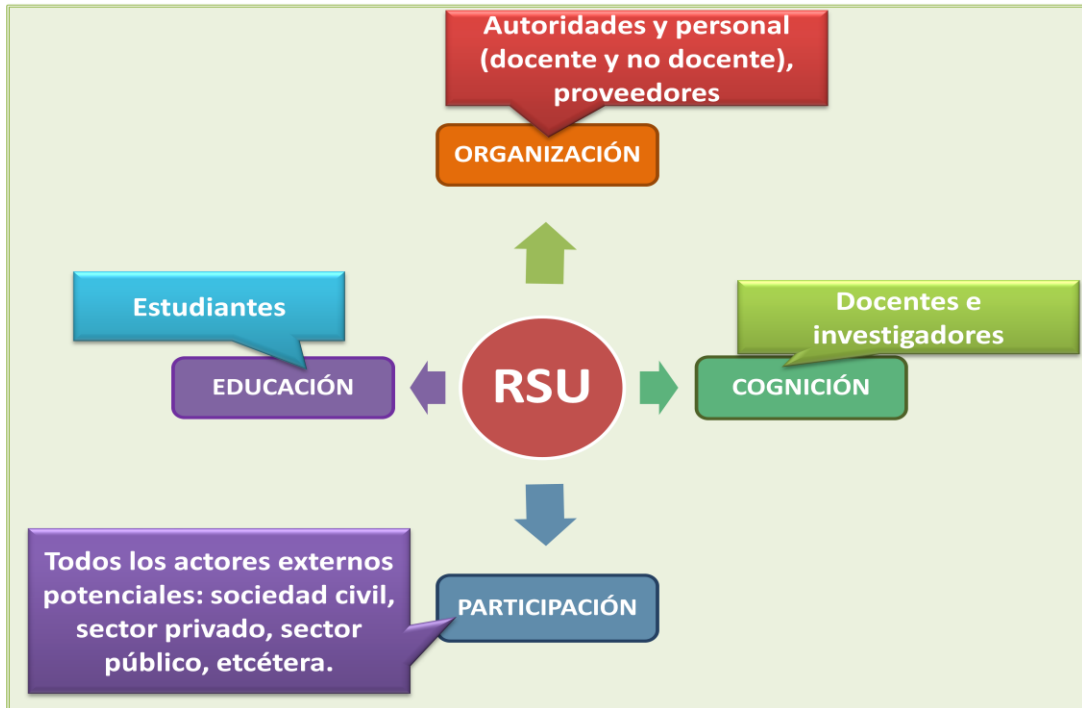 Autoridades y personal
(docente y no docente),
proveedores
ORGANIZACIÓN
Estudiantes
EDUCACIÓN
RSU
Docentes e
investigadores
COGNICIÓN
Todos los actores externos
potenciales: sociedad civil,
sector privado, sector
público, etcétera.
PARTICIPACIÓN